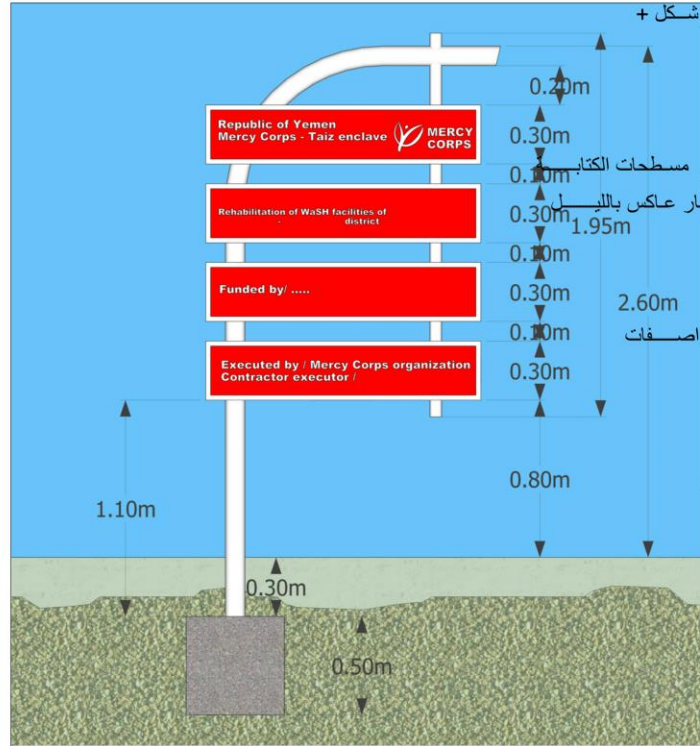 شكل +
0.20m
Republic of Yemen
Mercy Corps - Taiz enclave
MERCY
CORPS
0.30m
مسطحات الكتابة
0.10m
Rehabilitation of WaSH facilities of
- district
0.30m
عاكس بالليل
1.95m
0.10m
Funded by/ .....
0.30m
2.60m
0.10m
Executed by / Mercy Corps organization
Contractor executor /
0.30m
0.80m
1.10m
0.30m
0.50m